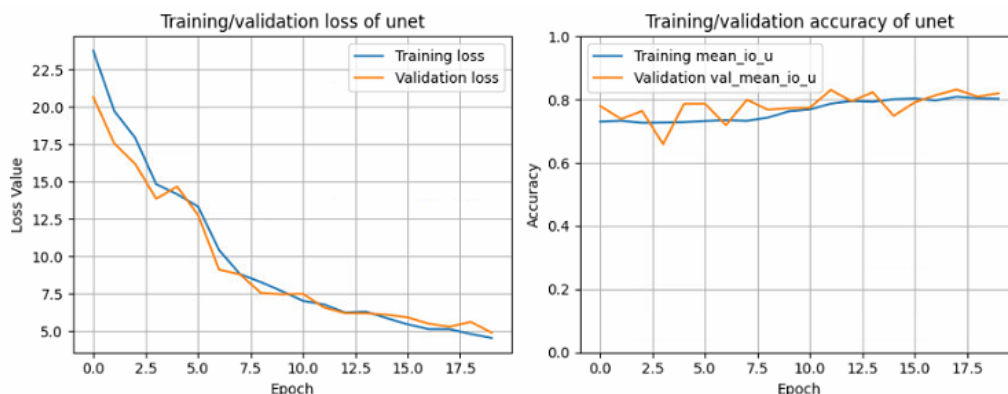 Training/validation loss of unet
Training loss
Validation loss
22.5
20.0
17.5
15.0
12.5
10.0
7.5
5.0
Loss Value
0.0 2.5 5.0 7.5 10.0 12.5 15.0 17.5
Epoch
Training/validation accuracy of unet
Training mean_io_u
Validation val_mean_io_u
1.0
0.8
0.6
0.4
0.2
0.0
Accuracy
0.0 2.5 5.0 7.5 10.0 12.5 15.0 17.5
Epoch